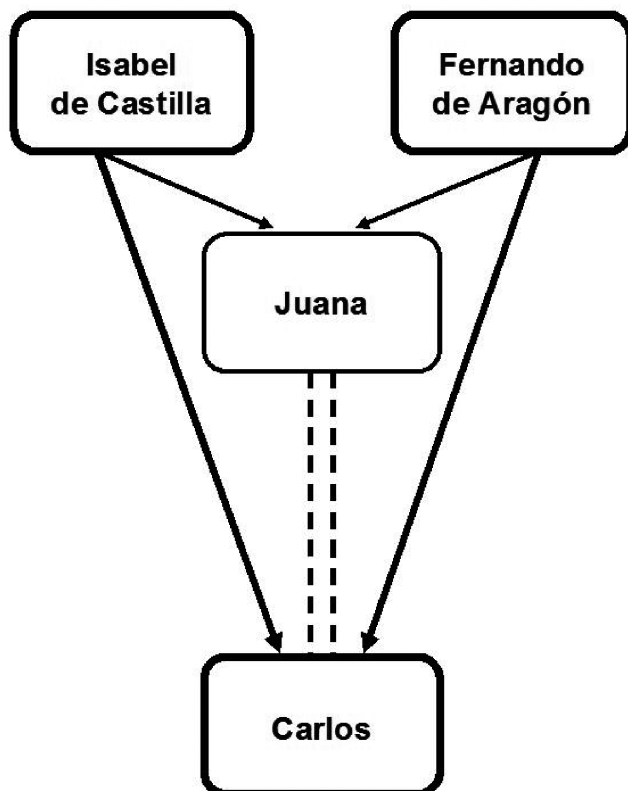 Isabel
de Castilla
Fernando
de Aragón
Juana
Carlos